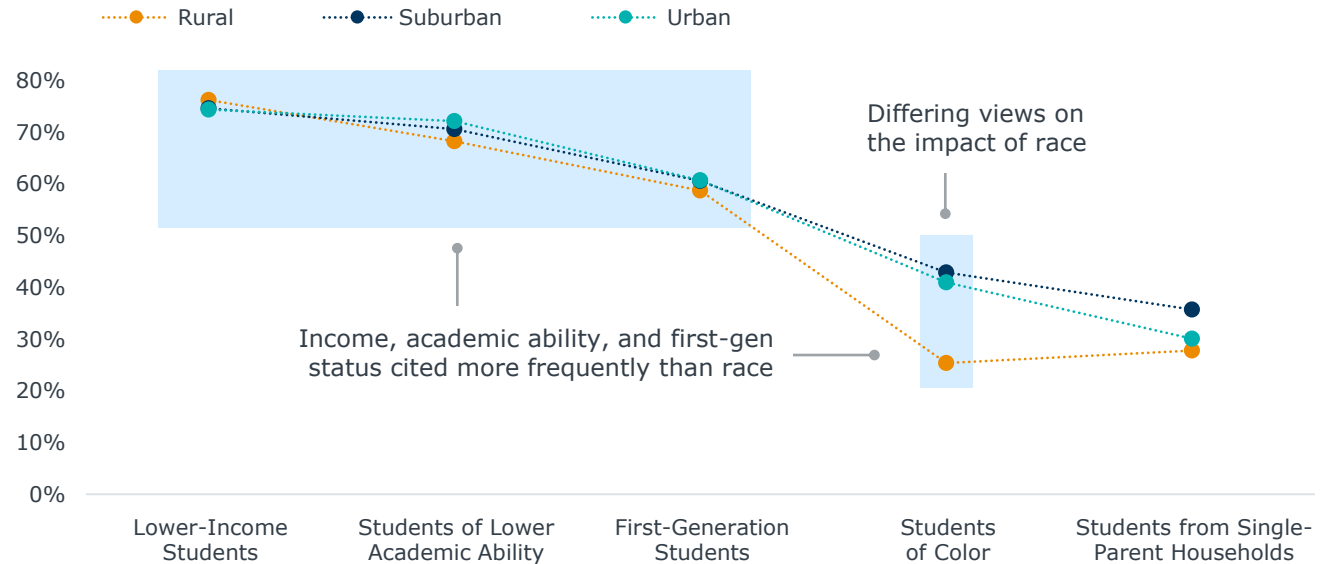 Rural
Suburban
Urban
80%
70%
60%
50%
40%
30%
20%
10%
0%
Differing views on
the impact of race
Income, academic ability, and first-gen
status cited more frequently than race
Lower-Income
Students
Students of Lower
Academic Ability
First-Generation
Students
Students
of Color
Students from Single-
Parent Households